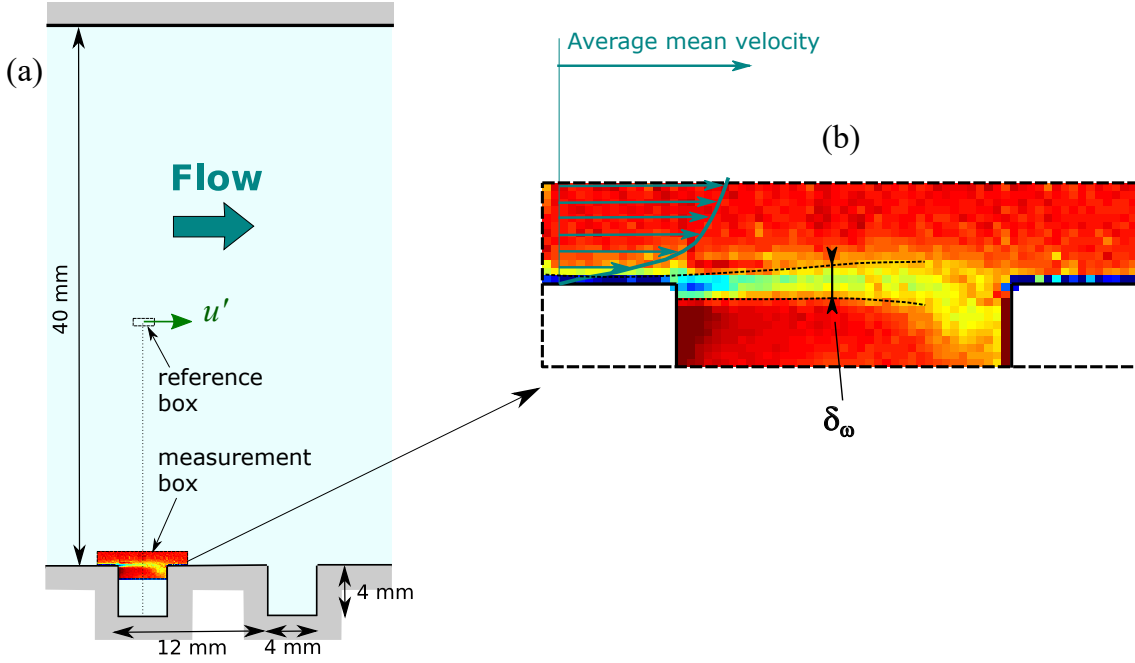 (a)
40 mm
Flow
u'
reference
box
measurement
box
4 mm
12 mm
4 mm
Average mean velocity
(b)
δω